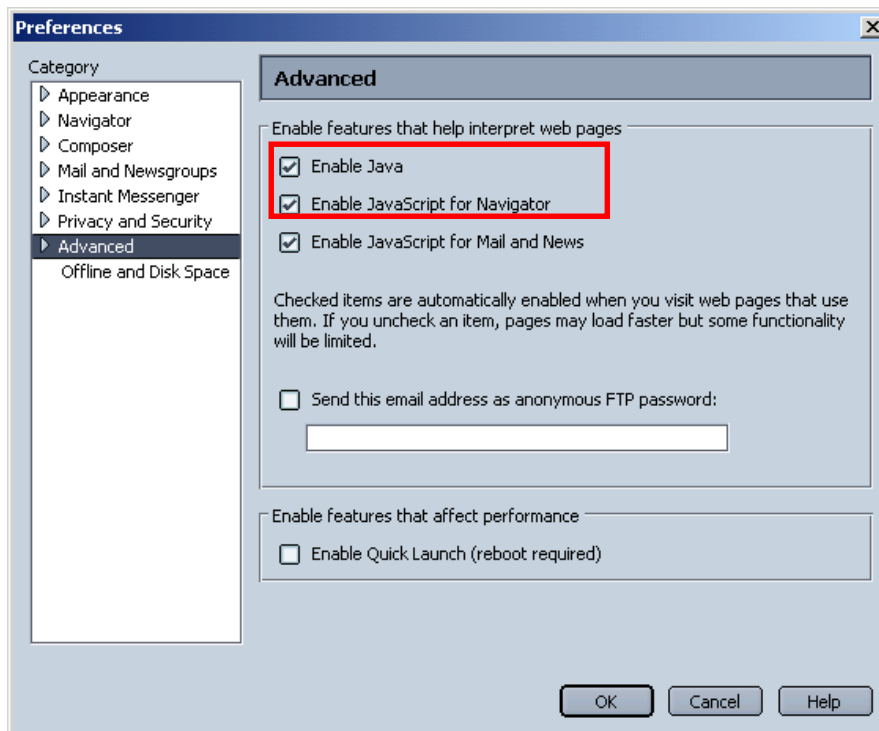 Preferences
Category
Appearance
Navigator
Composer
Mail and Newsgroups
Instant Messenger
Privacy and Security
Advanced
Offline and Disk Space
Advanced
Enable features that help interpret web pages
Enable Java
Enable JavaScript for Navigator
Enable JavaScript for Mail and News
Checked items are automatically enabled when you visit web pages that use
them. If you uncheck an item, pages may load faster but some functionality
will be limited.
Send this email address as anonymous FTP password:
Enable features that affect performance
Enable Quick Launch (reboot required)
OK
Cancel
Help